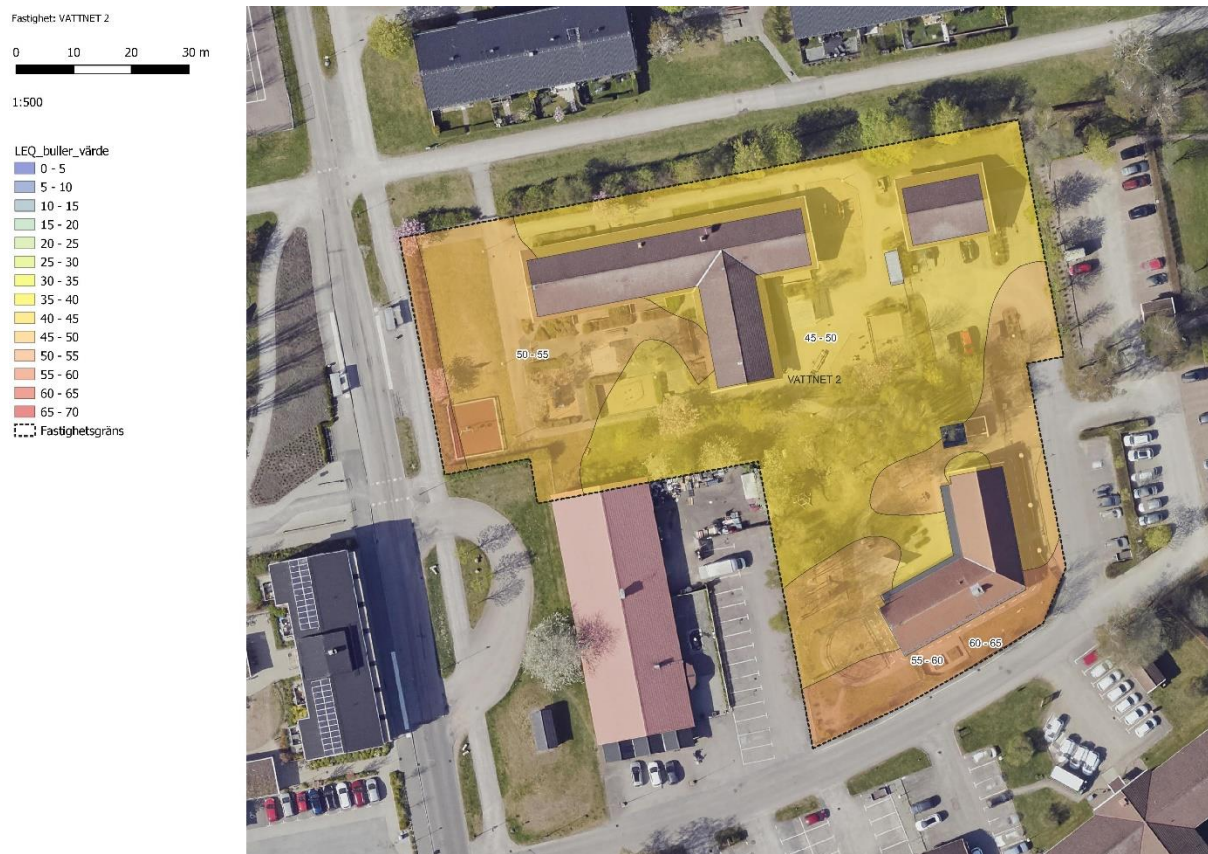 Fastighet: VATTNET 2
0 10 20 30 m
1:500
LEQ_buller_värde
0 - 5
5 - 10
10 - 15
15 - 20
20 - 25
25 - 30
30 - 35
35 - 40
40 - 45
45 - 50
50 - 55
55 - 60
60 - 65
65 - 70
Fastighetsgräns
45 - 50
50 - 55
VATTNET 2
60 - 65
55 - 60